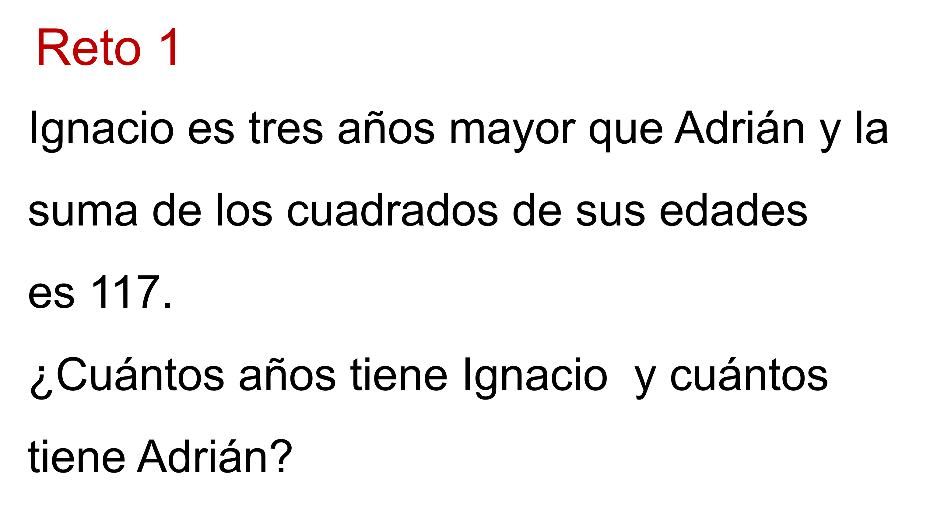 Reto 1
Ignacio es tres años mayor que Adrián y la
suma de los cuadrados de sus edades
es 117.
¿Cuántos años tiene Ignacio  y cuántos
tiene Adrián?